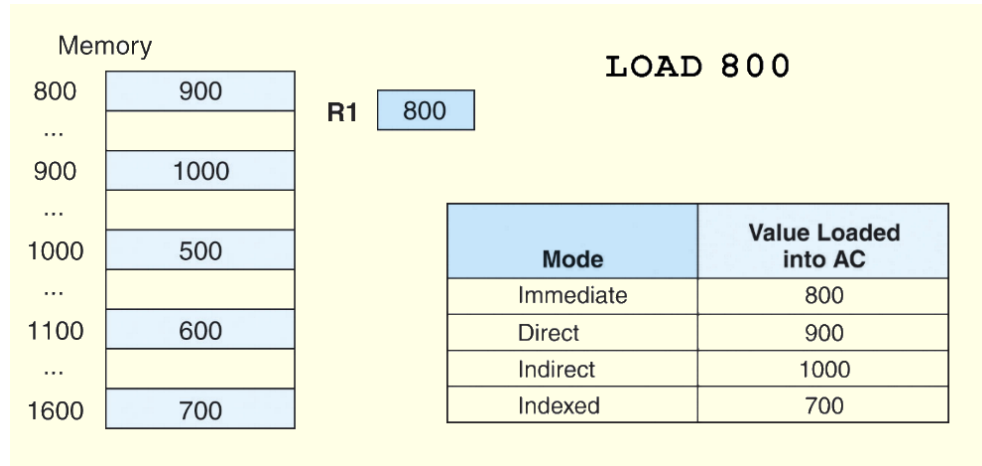 Memory
LOAD 800
800 900
R1 800
...
900 1000
...
1000 500
...
1100 600
...
1600 700
Mode Value Loaded into AC
Immediate 800
Direct 900
Indirect 1000
Indexed 700